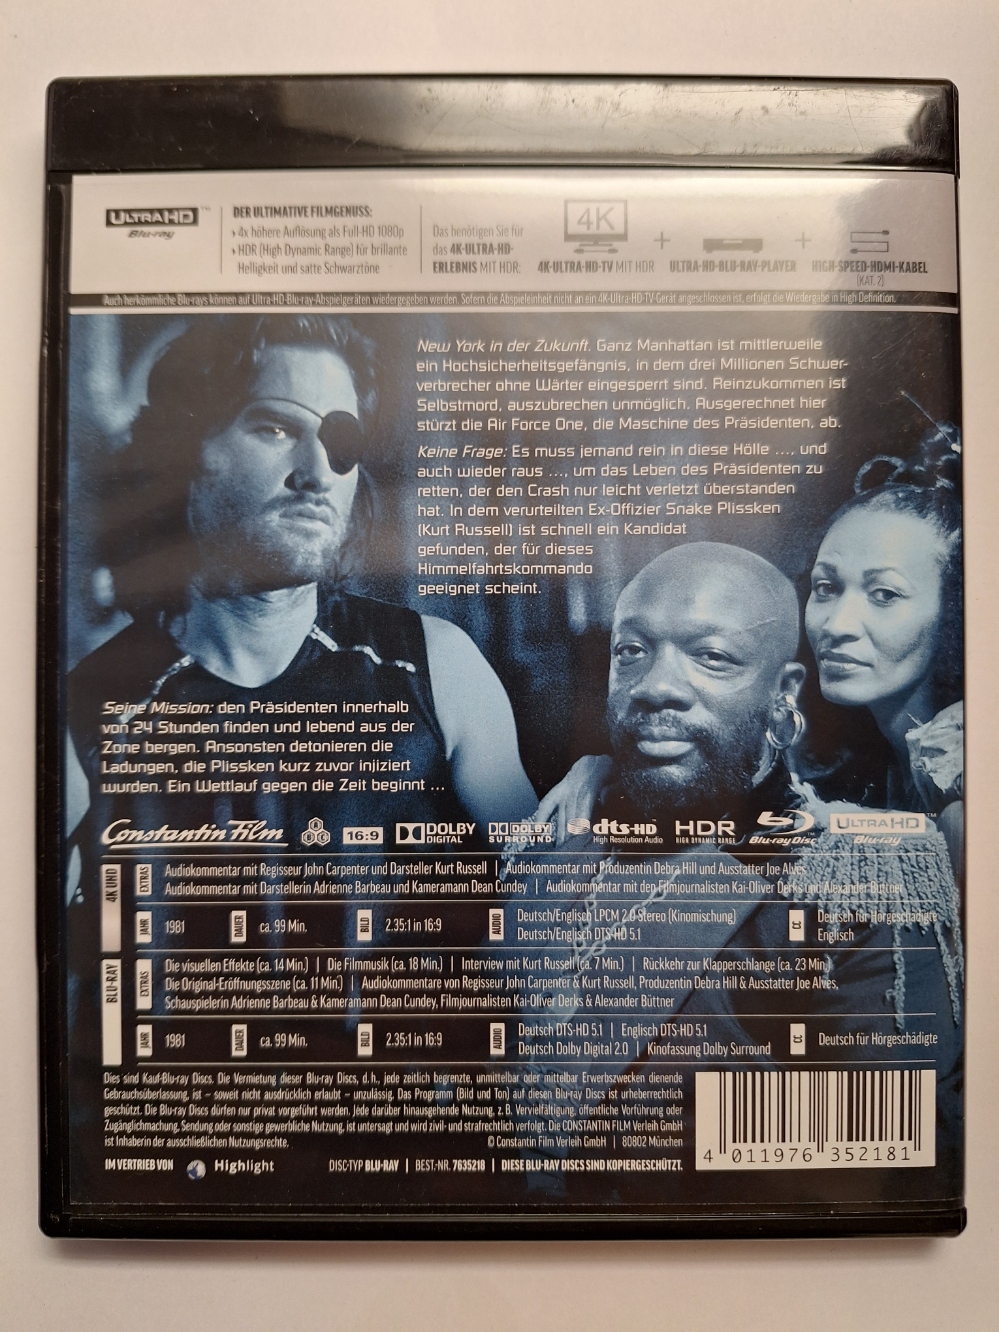 ULTRA HD
Blu-ray
DER ULTIMATIVE FILMGENUSS:
› 4x höhere Auflösung als Full-HD 1080p
› HDR (High Dynamic Range) für brillante
Helligkeit und satte Schwarztöne
Das benötigen Sie für
das 4K-ULTRA-HD-
ERLEBNIS MIT HDR:
4K
4K-ULTRA-HD-TV MIT HDR
+
ULTRA-HD-BLU-RAY-PLAYER
+
HIGH-SPEED-HDMI-KABEL
(KAT. 2)
Auch herkömmliche Blu-rays können auf Ultra-HD-Blu-ray-Abspielgeräten wiedergegeben werden. Sofern die Abspieleinheit nicht an ein 4K-Ultra-HD-TV-Gerät angeschlossen ist, erfolgt die Wiedergabe in High Definition.
New York in der Zukunft. Ganz Manhattan ist mittlerweile
ein Hochsicherheitsgefängnis, in dem drei Millionen Schwer-
verbrecher ohne Wärter eingesperrt sind. Reinzukommen ist
Selbstmord, auszubrechen unmöglich. Ausgerechnet hier
stürzt die Air Force One, die Maschine des Präsidenten, ab.
Keine Frage: Es muss jemand rein in diese Hölle ..., und
auch wieder raus ..., um das Leben des Präsidenten zu
retten, der den Crash nur leicht verletzt überstanden
hat. In dem verurteilten Ex-Offizier Snake Plissken
(Kurt Russell) ist schnell ein Kandidat
gefunden, der für dieses
Himmelfahrtskommando
geeignet scheint.
Seine Mission: den Präsidenten innerhalb
von 24 Stunden finden und lebend aus der
Zone bergen. Ansonsten detonieren die
Ladungen, die Plissken kurz zuvor injiziert
wurden. Ein Wettlauf gegen die Zeit beginnt ...
Constantin Film
A B C
16:9
DOLBY DIGITAL
DOLBY SURROUND
dts-HD High Resolution Audio
HDR HIGH DYNAMIC RANGE
Blu-ray Disc™
ULTRA HD™ Blu-ray
4K UHD
EXTRAS
Audiokommentar mit Regisseur John Carpenter und Darsteller Kurt Russell | Audiokommentar mit Produzentin Debra Hill und Ausstatter Joe Alves
Audiokommentar mit Darstellerin Adrienne Barbeau und Kameramann Dean Cundey | Audiokommentar mit den Filmjournalisten Kai-Oliver Derks und Alexander Büttner
JAHR 1981 DAUER ca. 99 Min. BILD 2.35:1 in 16:9 AUDIO Deutsch/Englisch LPCM 2.0 Stereo (Kinomischung) CC Deutsch für Hörgeschädigte
Deutsch/Englisch DTS-HD 5.1 Englisch
BLU-RAY
EXTRAS
Die visuellen Effekte (ca. 14 Min.) | Die Filmmusik (ca. 18 Min.) | Interview mit Kurt Russell (ca. 7 Min.) | Rückkehr zur Klapperschlange (ca. 23 Min.)
Die Original-Eröffnungsszene (ca. 11 Min.) | Audiokommentare von Regisseur John Carpenter & Kurt Russell, Produzentin Debra Hill & Ausstatter Joe Alves,
Schauspielerin Adrienne Barbeau & Kameramann Dean Cundey, Filmjournalisten Kai-Oliver Derks & Alexander Büttner
JAHR 1981 DAUER ca. 99 Min. BILD 2.35:1 in 16:9 AUDIO Deutsch DTS-HD 5.1 | Englisch DTS-HD 5.1 CC Deutsch für Hörgeschädigte
Deutsch Dolby Digital 2.0 | Kinofassung Dolby Surround
Dies sind Kauf-Blu-ray Discs. Die Vermietung dieser Blu-ray Discs, d. h., jede zeitlich begrenzte, unmittelbar oder mittelbar Erwerbszwecken dienende
Gebrauchsüberlassung, ist – soweit nicht ausdrücklich erlaubt – unzulässig. Das Programm (Bild und Ton) auf diesen Blu-ray Discs ist urheberrechtlich
geschützt. Die Blu-ray Discs dürfen nur privat vorgeführt werden. Jede darüber hinausgehende Nutzung, z. B. Vervielfältigung, öffentliche Vorführung oder
Zugänglichmachung, Sendung oder sonstige gewerbliche Nutzung, ist untersagt und wird zivil- und strafrechtlich verfolgt. Die CONSTANTIN FILM Verleih GmbH
ist Inhaberin der ausschließlichen Nutzungsrechte. © Constantin Film Verleih GmbH | 80802 München
IM VERTRIEB VON Highlight DISC-TYP BLU-RAY | BEST.-NR. 7635218 | DIESE BLU-RAY DISCS SIND KOPIERGESCHÜTZT.
4 011976 352181